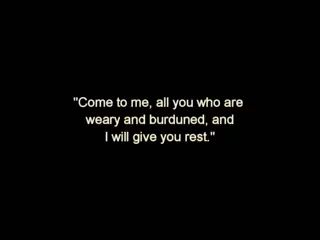 "Come to me, all you who are
weary and burduned, and
I will give you rest."